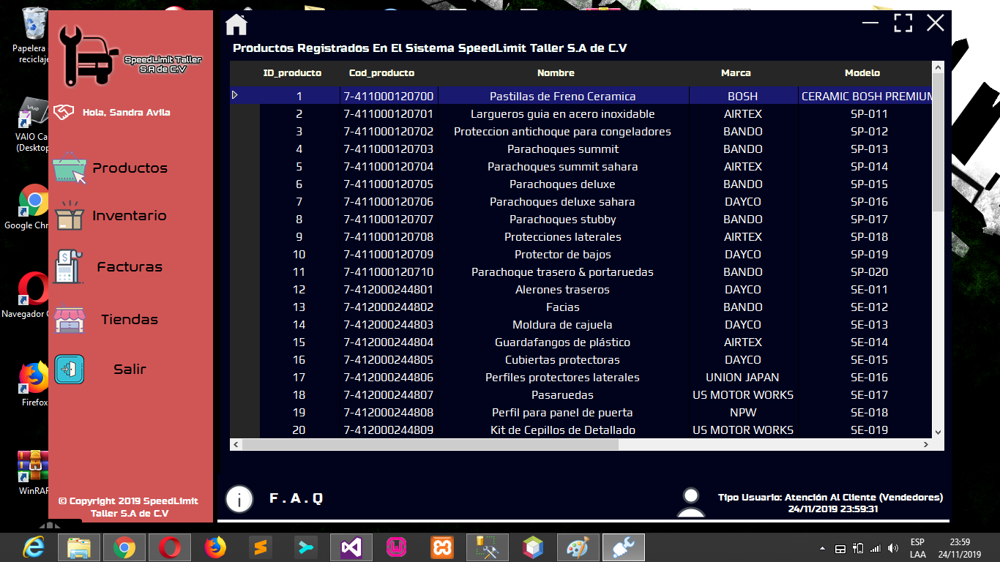 Papelera
reciclaje
VAIO Ca
(Desktop
Google Chr
Navegador
Firefox
WinRAR
SpeedLimit Taller
S.A de C.V
Hola, Sandra Avila
Productos
Inventario
Facturas
Tiendas
Salir
© Copyright 2019 SpeedLimit
Taller S.A de C.V
Productos Registrados En El Sistema SpeedLimit Taller S.A de C.V
ID_producto Cod_producto Nombre Marca Modelo
1 7-411000120700 Pastillas de Freno Ceramica BOSH CERAMIC BOSH PREMIUM
2 7-411000120701 Largueros guia en acero inoxidable AIRTEX SP-011
3 7-411000120702 Proteccion antichoque para congeladores BANDO SP-012
4 7-411000120703 Parachoques summit BANDO SP-013
5 7-411000120704 Parachoques summit sahara AIRTEX SP-014
6 7-411000120705 Parachoques deluxe BANDO SP-015
7 7-411000120706 Parachoques deluxe sahara DAYCO SP-016
8 7-411000120707 Parachoques stubby BANDO SP-017
9 7-411000120708 Protecciones laterales AIRTEX SP-018
10 7-411000120709 Protector de bajos DAYCO SP-019
11 7-411000120710 Parachoque trasero & portaruedas BANDO SP-020
12 7-412000244801 Alerones traseros DAYCO SE-011
13 7-412000244802 Facias BANDO SE-012
14 7-412000244803 Moldura de cajuela DAYCO SE-013
15 7-412000244804 Guardafangos de plástico AIRTEX SE-014
16 7-412000244805 Cubiertas protectoras DAYCO SE-015
17 7-412000244806 Perfiles protectores laterales UNION JAPAN SE-016
18 7-412000244807 Pasaruedas US MOTOR WORKS SE-017
19 7-412000244808 Perfil para panel de puerta NPW SE-018
20 7-412000244809 Kit de Cepillos de Detallado US MOTOR WORKS SE-019
F . A . Q
Tipo Usuario: Atención Al Cliente (Vendedores)
24/11/2019 23:59:31
ESP
LAA
23:59
24/11/2019